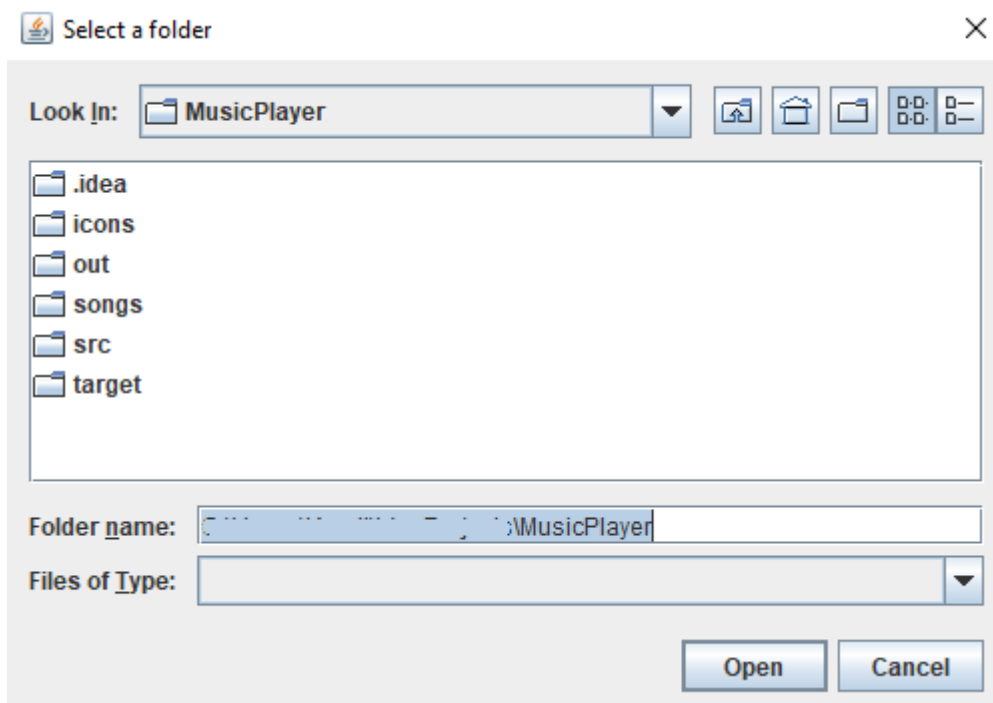 Select a folder
Look In: MusicPlayer
.idea
icons
out
songs
src
target
Folder name: \MusicPlayer
Files of Type:
Open Cancel